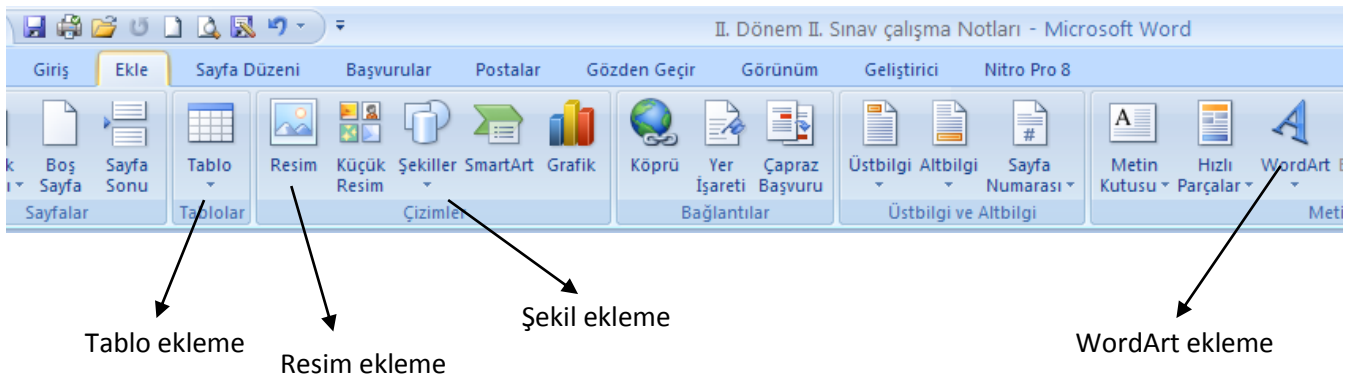 II. Dönem II. Sınav çalışma Notları - Microsoft Word
Giriş Ekle Sayfa Düzeni Başvurular Postalar Gözden Geçir Görünüm Geliştirici Nitro Pro 8
Boş Sayfa Tablo Resim Küçük Şekiller SmartArt Grafik Köprü Yer Çapraz Üstbilgi Altbilgi Sayfa Metin Hızlı WordArt
Sayfa Sonu Resim İşareti Başvuru Numarası Kutusu Parçalar
Sayfalar Tablolar Çizimler Bağlantılar Üstbilgi ve Altbilgi Meti
Şekil ekleme
Tablo ekleme WordArt ekleme
Resim ekleme